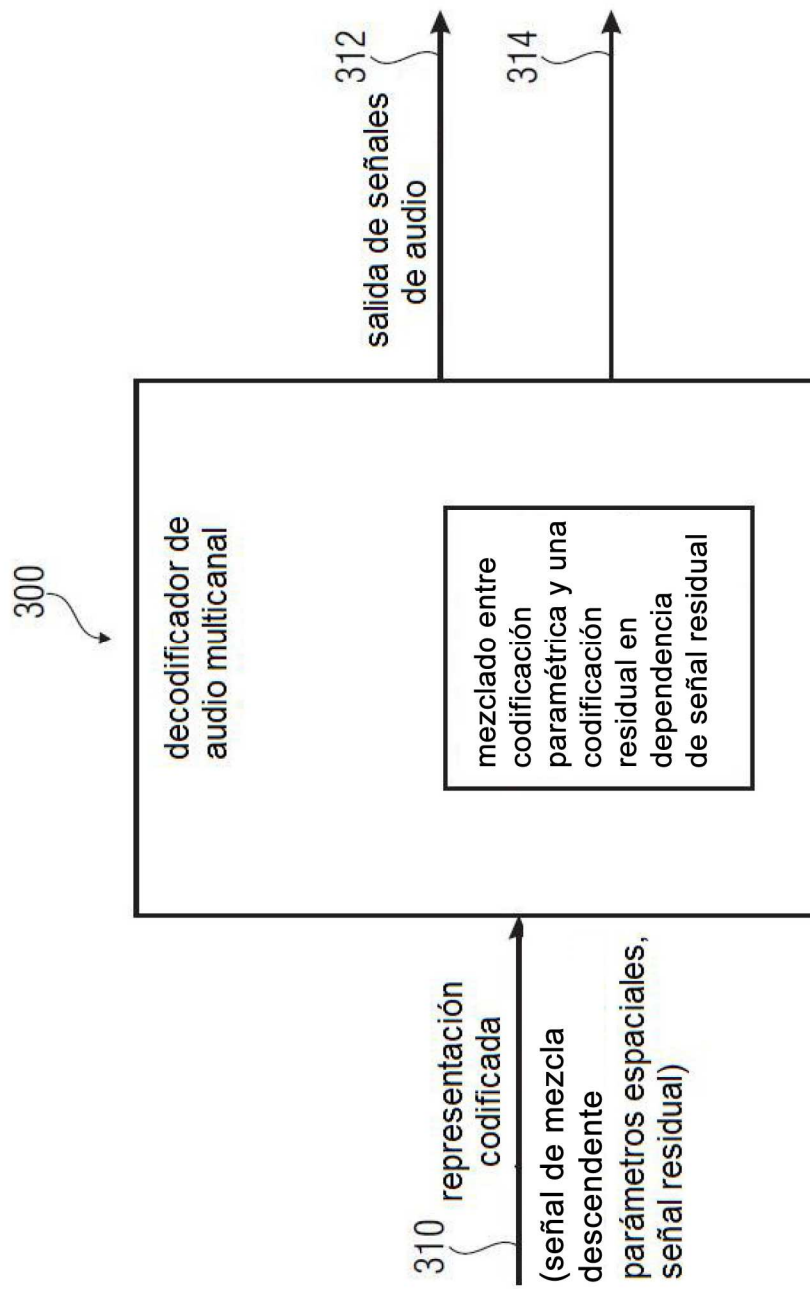 300
decodificador de
audio multicanal
310
representación
codificada
(señal de mezcla
descendente
parámetros espaciales,
señal residual)
mezclado entre
codificación
paramétrica y una
codificación
residual en
dependencia
de señal residual
salida de señales
de audio
312
314